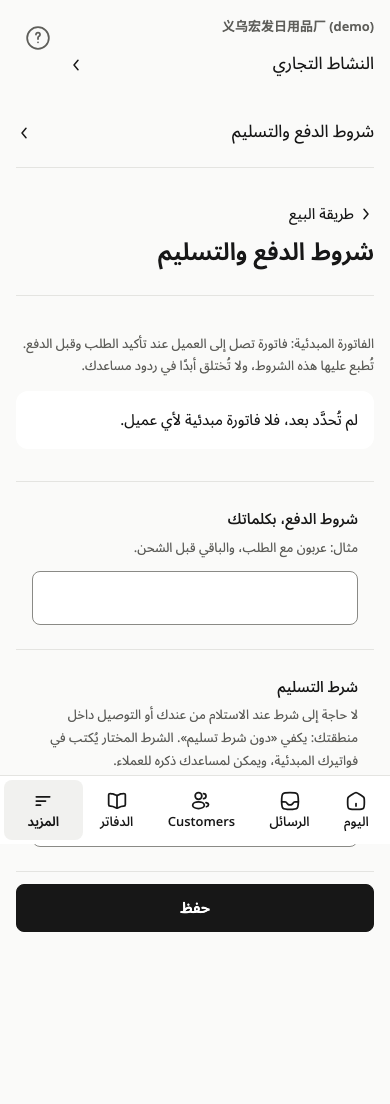 义乌宏发日用品厂 (demo)
النشاط التجاري
شروط الدفع والتسليم
طريقة البيع
شروط الدفع والتسليم
الفاتورة المبدئية: فاتورة تصل إلى العميل عند تأكيد الطلب وقبل الدفع.
تُطبع عليها هذه الشروط، ولا تُختلق أبدًا في ردود مساعدك.
لم تُحدَّد بعد، فلا فاتورة مبدئية لأي عميل.
شروط الدفع، بكلماتك
مثال: عربون مع الطلب، والباقي قبل الشحن.
شرط التسليم
لا حاجة إلى شرط عند الاستلام من عندك أو التوصيل داخل
منطقتك: يكفي «دون شرط تسليم». الشرط المختار يُكتب في
فواتيرك المبدئية، ويمكن لمساعدك ذكره للعملاء.
اليوم
الرسائل
Customers
الدفاتر
المزيد
حفظ